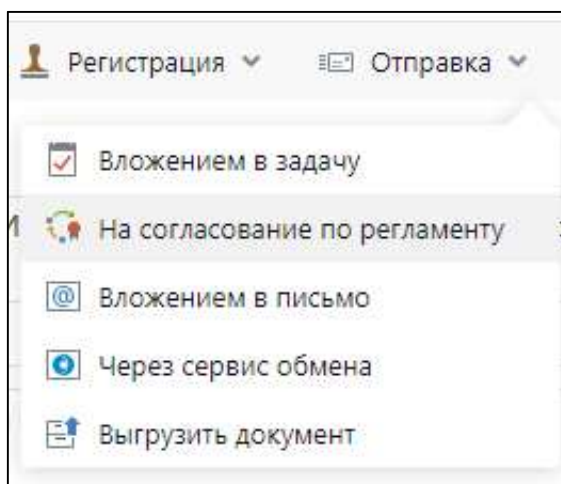 Регистрация Отправка
Вложением в задачу
На согласование по регламенту
Вложением в письмо
Через сервис обмена
Выгрузить документ